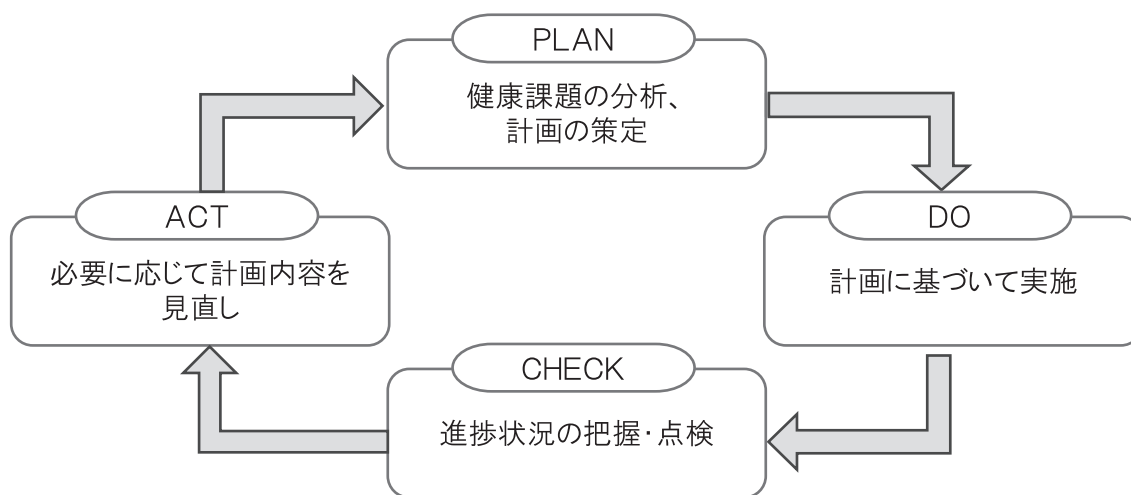 PLAN
健康課題の分析、
計画の策定
ACT
必要に応じて計画内容を
見直し
DO
計画に基づいて実施
CHECK
進捗状況の把握・点検